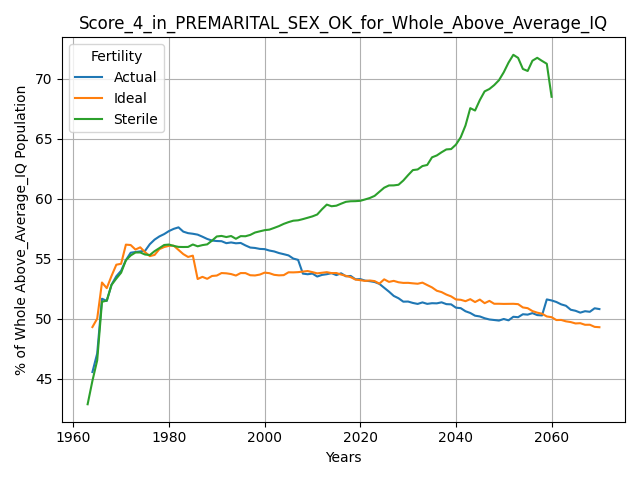 Score_4_in_PREMARITAL_SEX_OK_for_Whole_Above_Average_IQ
Fertility
Actual
Ideal
Sterile
% of Whole Above_Average_IQ Population
70
65
60
55
50
45
1960 1980 2000 2020 2040 2060
Years